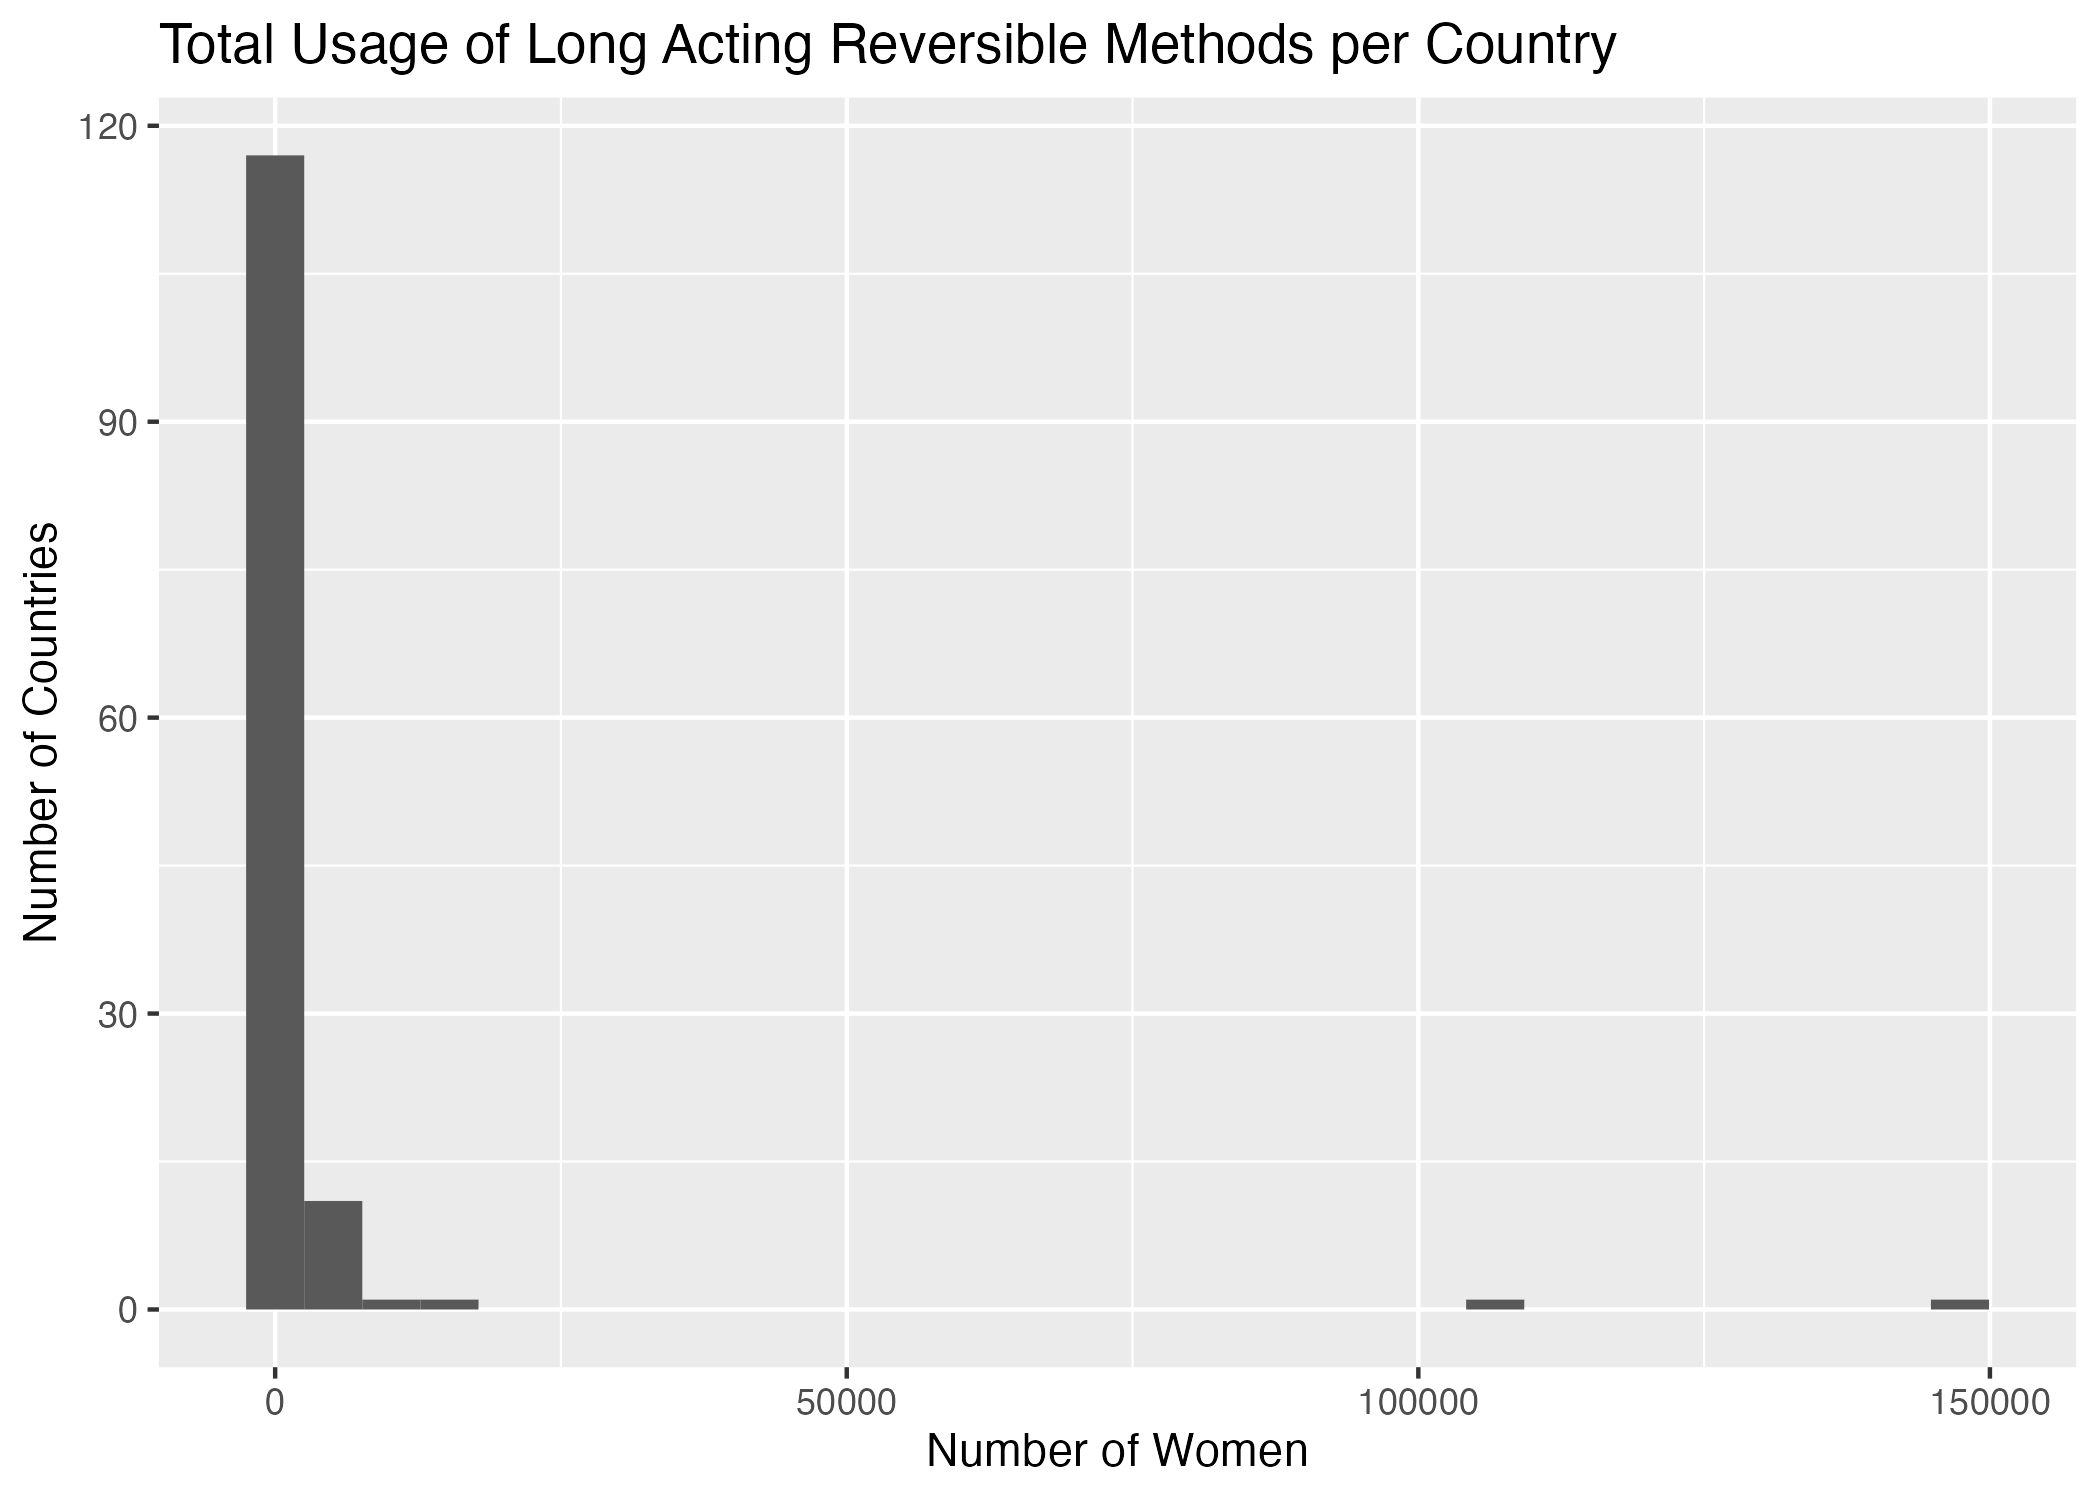 Total Usage of Long Acting Reversible Methods per Country
120
90
60
30
0
Number of Countries
0 50000 100000 150000
Number of Women